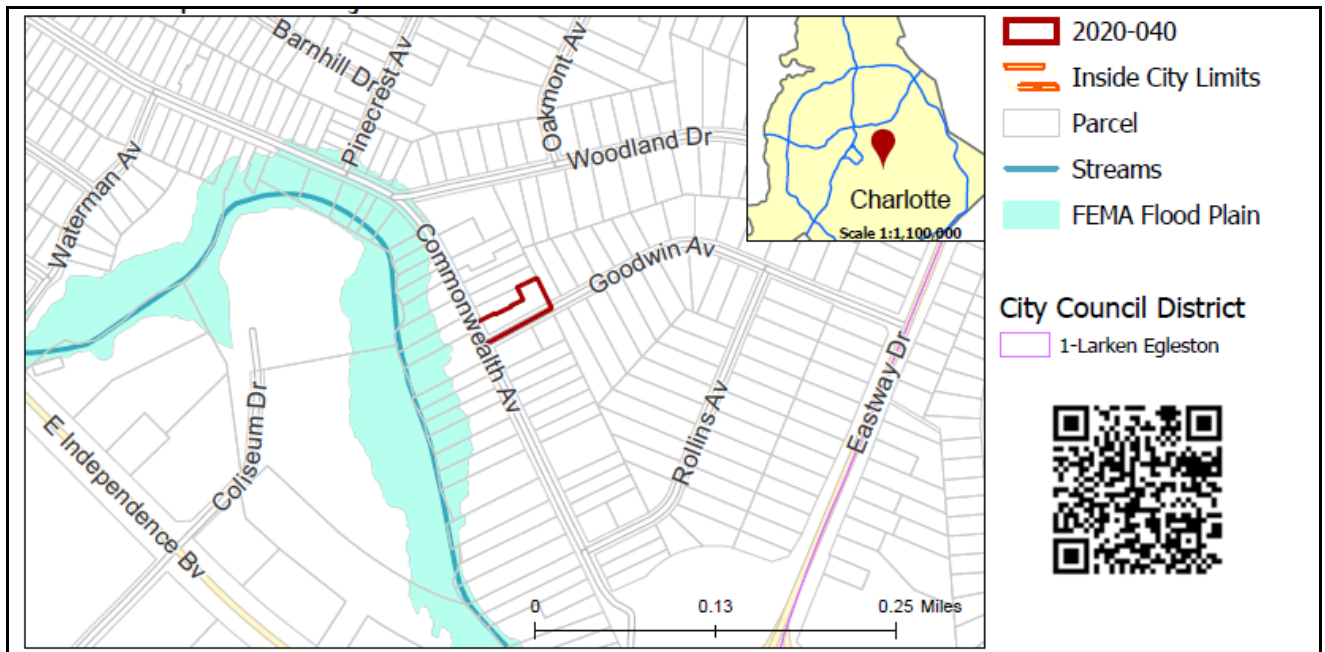 Barnhill Dr
Pinecrest Av
Oakmont Av
Woodland Dr
Waterman Av
Commonwealth Av
Goodwin Av
Rollins Av
Eastway Dr
Coliseum Dr
E Independence Bv
0 0.13 0.25 Miles
Charlotte
Scale 1:1,100,000
2020-040
Inside City Limits
Parcel
Streams
FEMA Flood Plain
City Council District
1-Larken Egleston